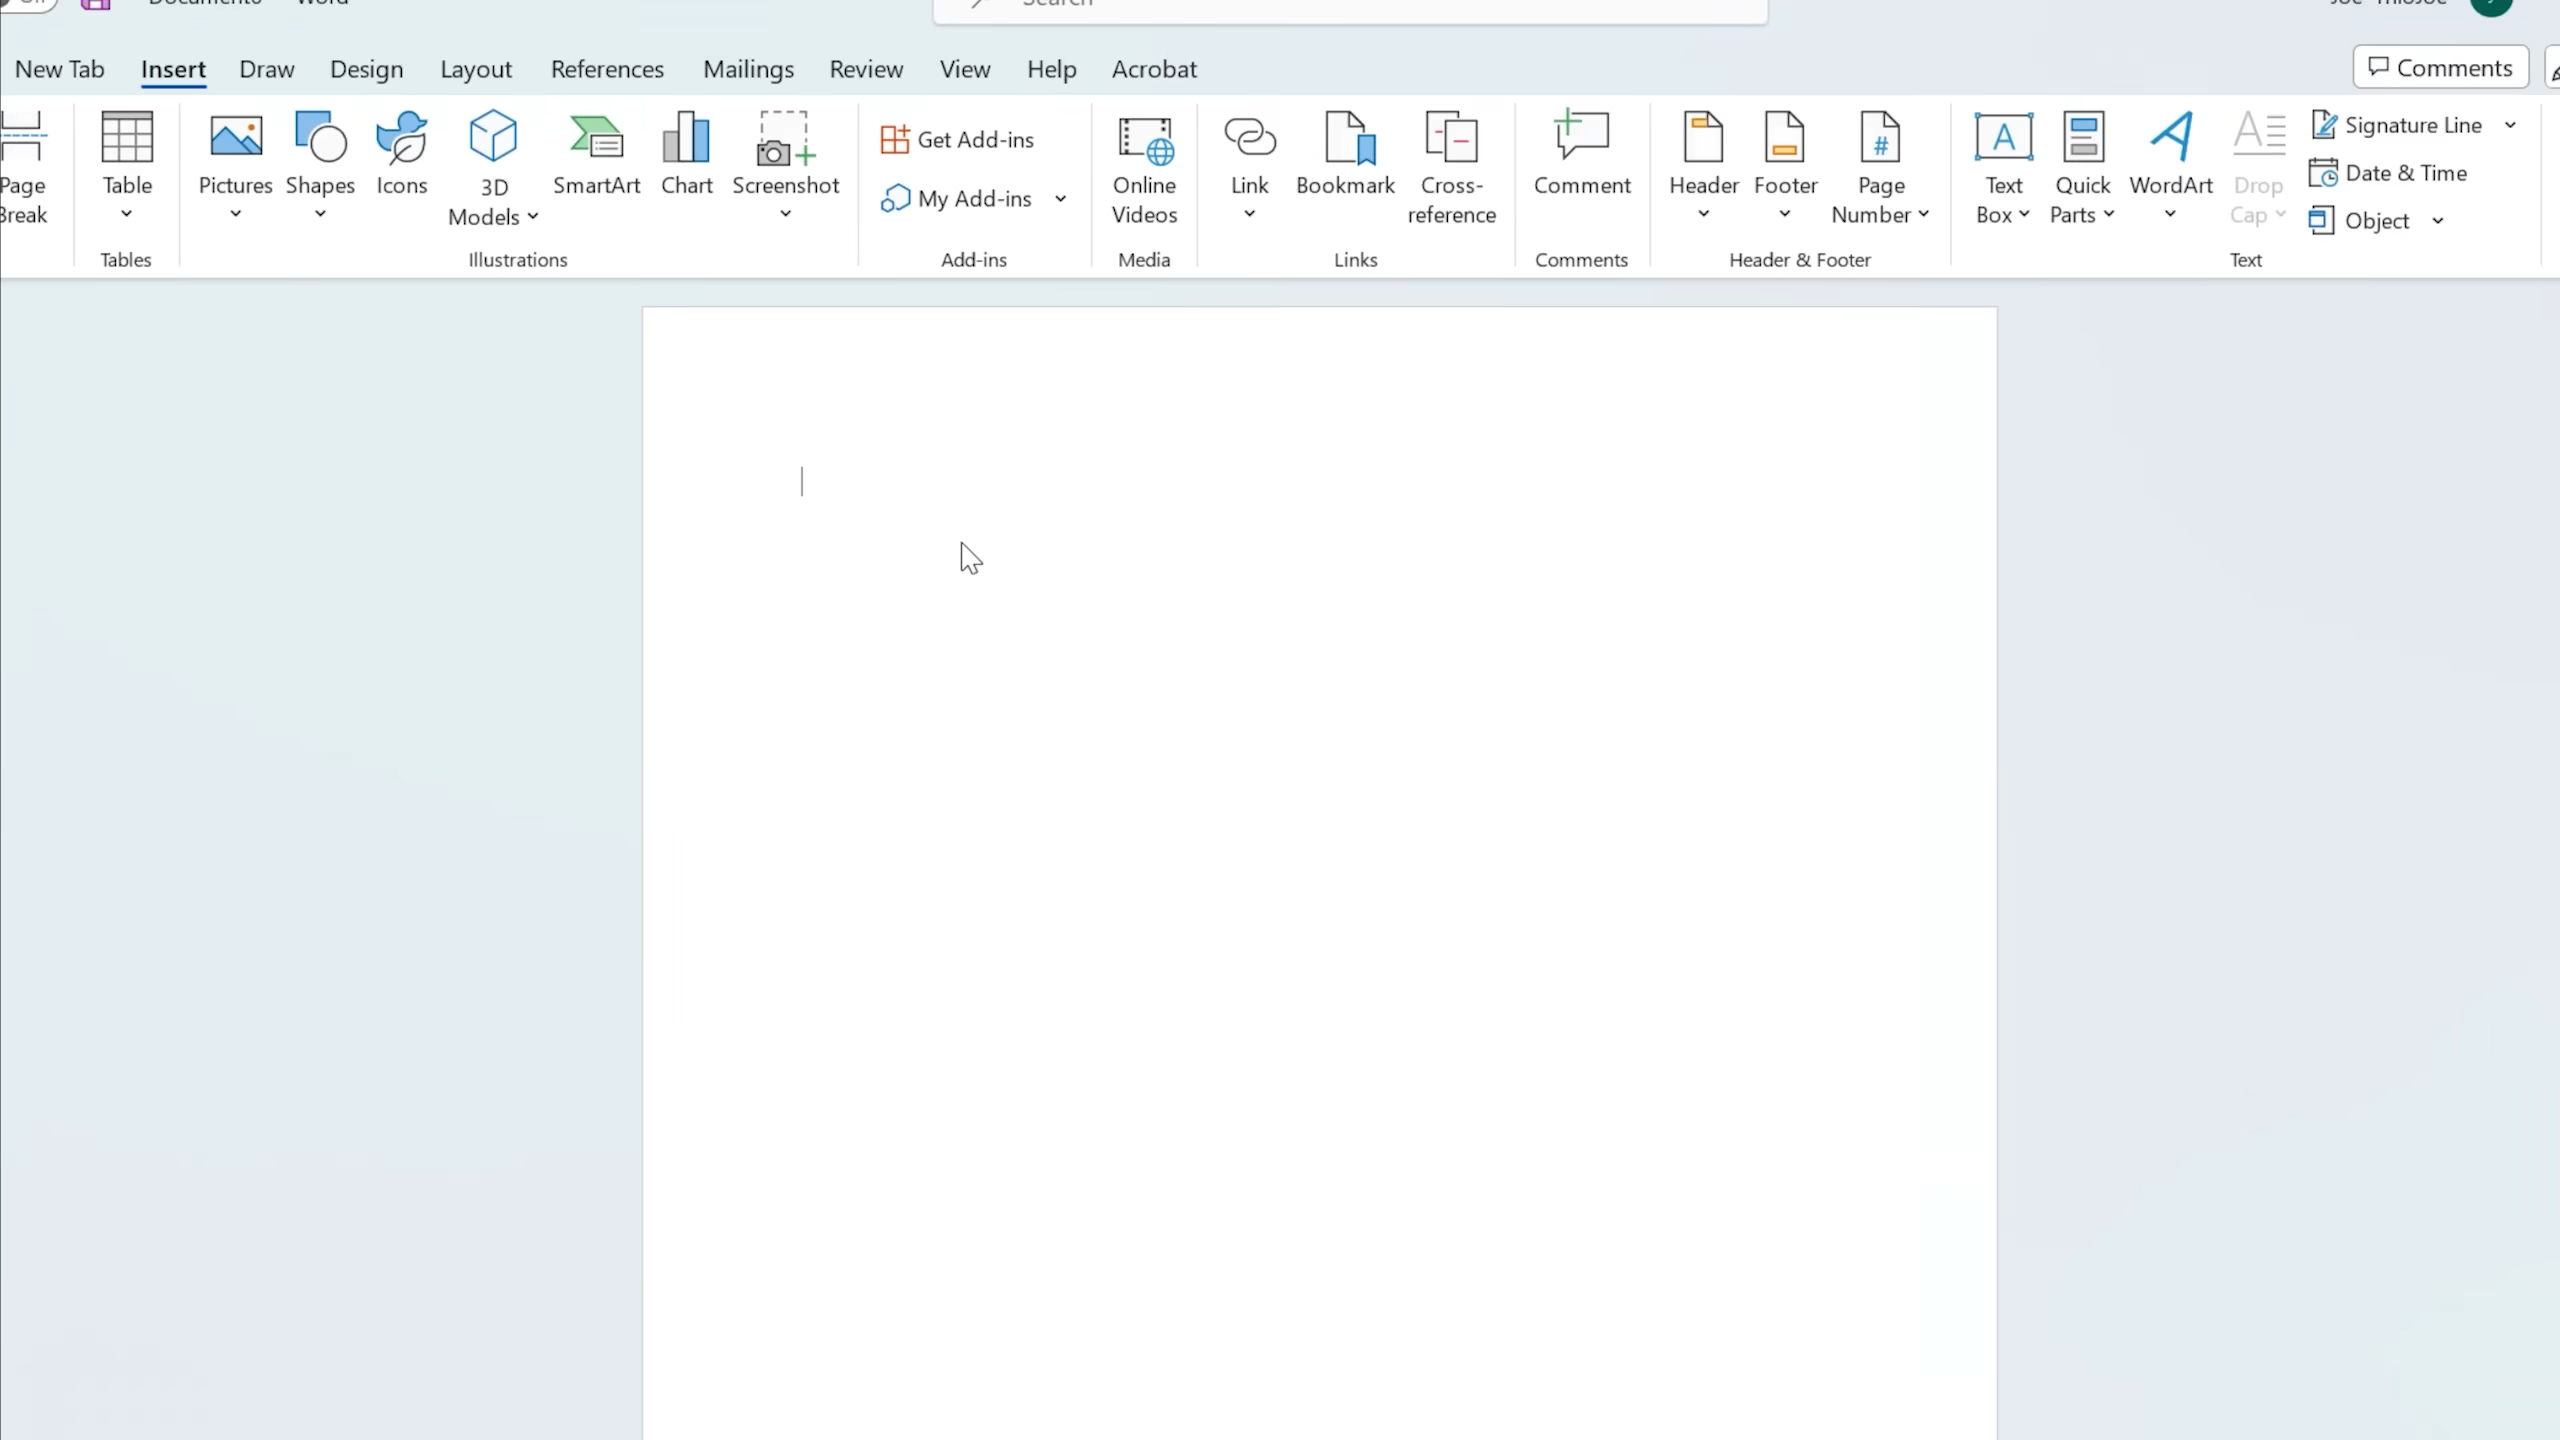 New Tab Insert Draw Design Layout References Mailings Review View Help Acrobat Comments
Page Break
Table
Pictures
Shapes
Icons
3D Models
SmartArt
Chart
Screenshot
Get Add-ins
My Add-ins
Online Videos
Link
Bookmark
Cross-reference
Comment
Header
Footer
Page Number
Text Box
Quick Parts
WordArt
Drop Cap
Signature Line
Date & Time
Object
Tables
Illustrations
Add-ins
Media
Links
Comments
Header & Footer
Text